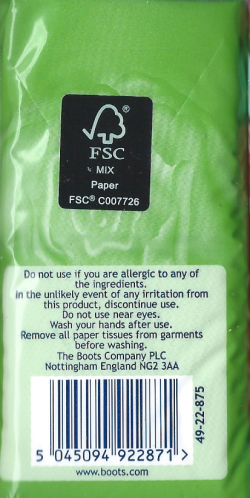 FSC
MIX
Paper
FSC® C007726
Do not use if you are allergic to any of
the ingredients.
In the unlikely event of any irritation from
this product, discontinue use.
Do not use near eyes.
Wash your hands after use.
Remove all paper tissues from garments
before washing.
The Boots Company PLC
Nottingham England NG2 3AA
49-22-875
5 045094 922871 >
www.boots.com